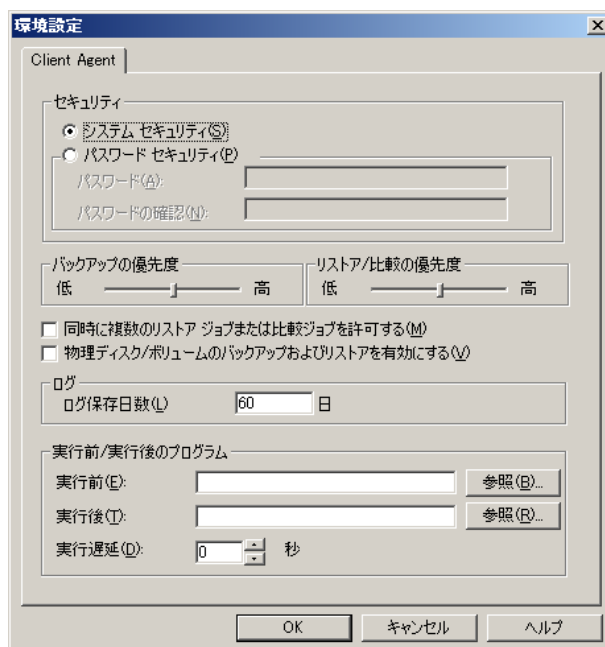 環境設定
Client Agent
セキュリティ
システム セキュリティ(S)
パスワード セキュリティ(P)
パスワード(A):
パスワードの確認(N):
バックアップの優先度
低 高
リストア/比較の優先度
低 高
同時に複数のリストア ジョブまたは比較ジョブを許可する(M)
物理ディスク/ボリュームのバックアップおよびリストアを有効にする(V)
ログ
ログ保存日数(L) 60 日
実行前/実行後のプログラム
実行前(E): 参照(B)...
実行後(T): 参照(R)...
実行遅延(D): 0 秒
OK キャンセル ヘルプ